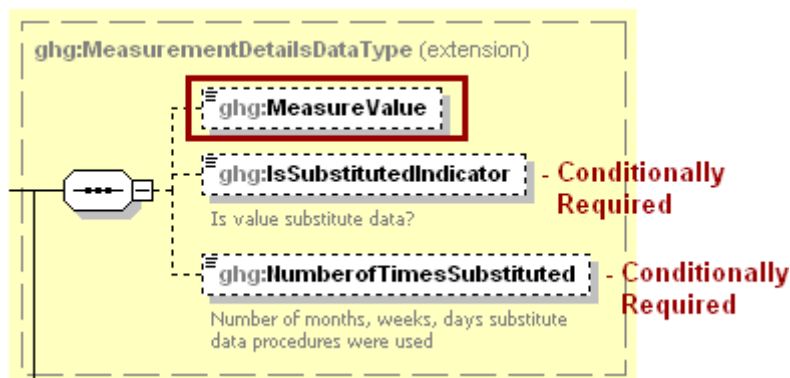 ghg:MeasurementDetailsDataType (extension)
ghg:MeasureValue
ghg:IsSubstitutedIndicator - Conditionally
Required
Is value substitute data?
ghg:NumberofTimesSubstituted - Conditionally
Required
Number of months, weeks, days substitute
data procedures were used